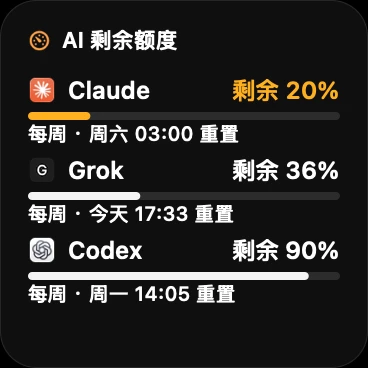 AI 剩余额度
Claude 剩余 20%
每周 · 周六 03:00 重置
G Grok 剩余 36%
每周 · 今天 17:33 重置
Codex 剩余 90%
每周 · 周一 14:05 重置